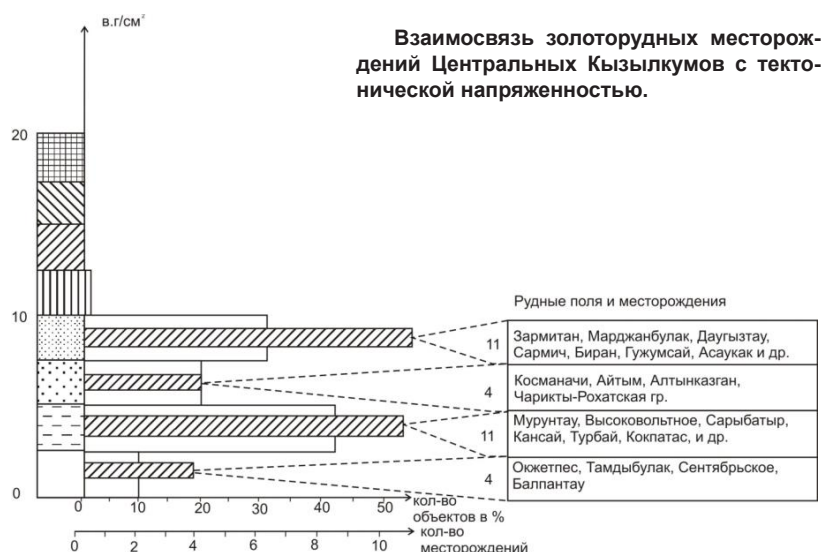 в.г/см²
Взаимосвязь золоторудных месторож-
дений Центральных Кызылкумов с текто-
нической напряженностью.
20
10
0
Рудные поля и месторождения
11 Зармитан, Марджанбулак, Даугызтау,
Сармич, Биран, Гужумсай, Асаукак и др.
4 Косманачи, Айтым, Алтынказган,
Чарикты-Рохатская гр.
11 Мурунтау, Высоковольтное, Сарыбатыр,
Кансай, Турбай, Кокпатас, и др.
4 Окжетпес, Тамдыбулак, Сентябрьское,
Балпантау
0 10 20 30 40 50 кол-во
объектов в %
0 2 4 6 8 10 кол-во
месторождений